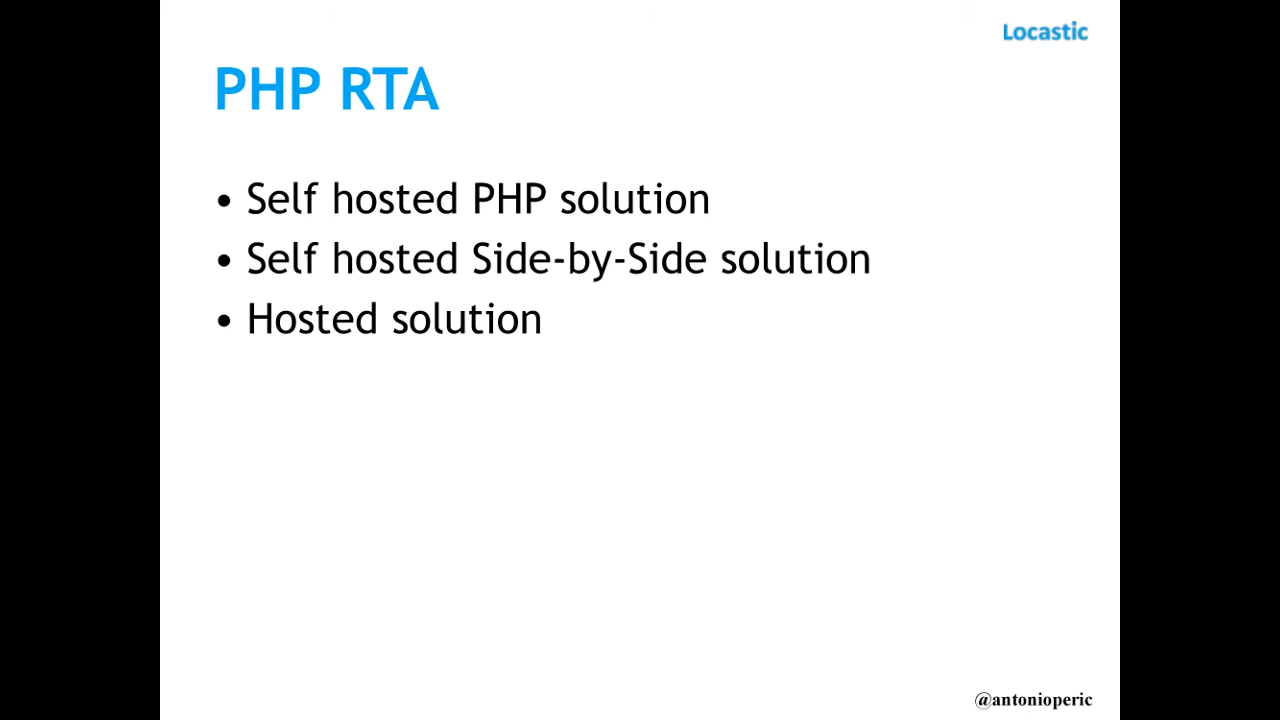 Locastic
PHP RTA
• Self hosted PHP solution
• Self hosted Side-by-Side solution
• Hosted solution
@antonioperic